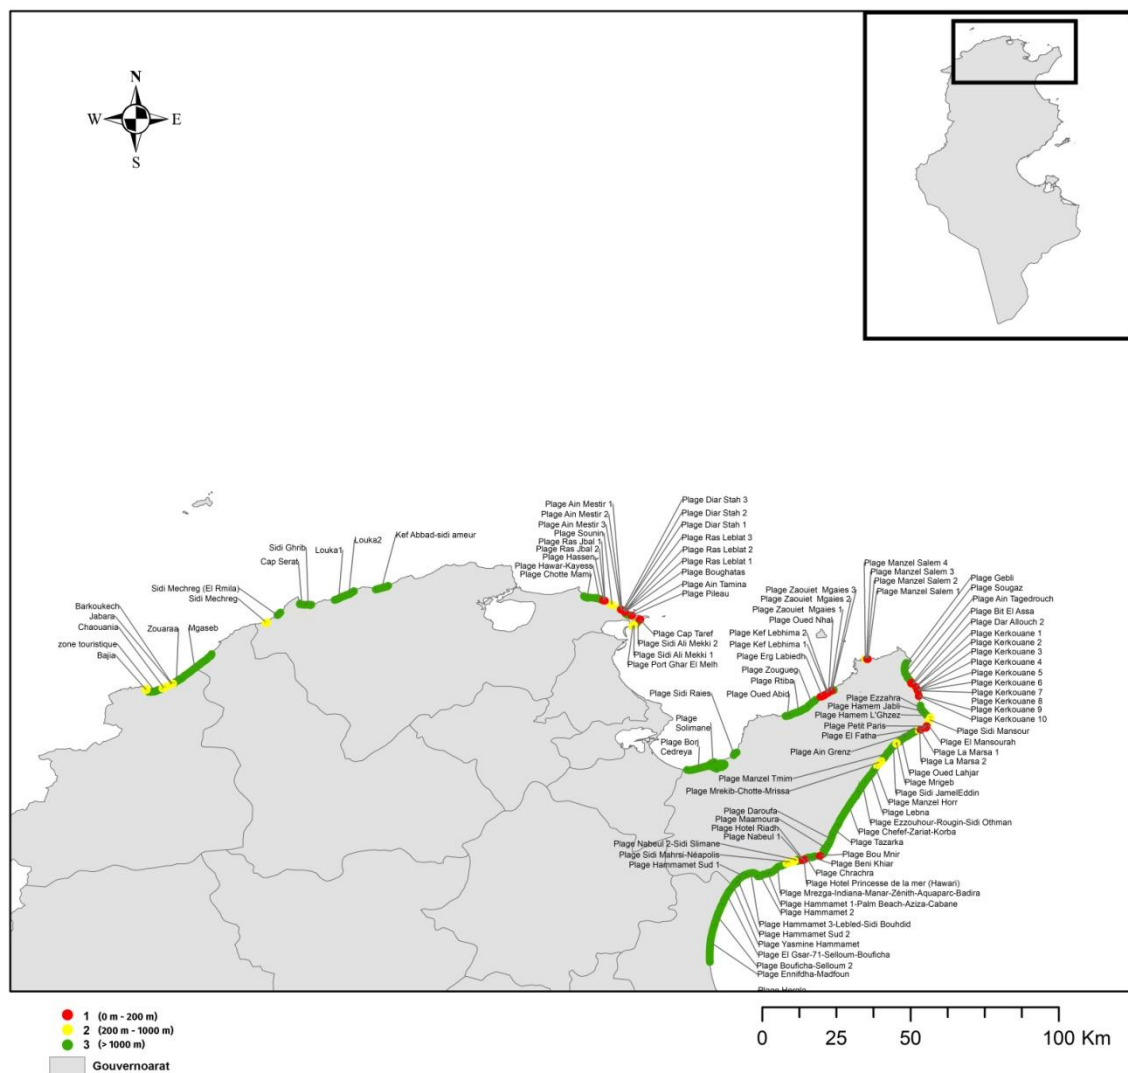 N
W E
S
Plage Ain Mestir 1
Plage Ain Mestir 2
Plage Ain Mestir 3
Plage Sounin
Plage Ras Jbal 1
Plage Ras Jbal 2
Plage Hassen
Plage Hawar-Kayess
Plage Chotte Mami
Plage Diar Stah 3
Plage Diar Stah 2
Plage Diar Stah 1
Plage Ras Leblat 3
Plage Ras Leblat 2
Plage Ras Leblat 1
Plage Boughatas
Plage Ain Tamina
Plage Pileau
Plage Cap Taref
Plage Sidi Ali Mekki 2
Plage Sidi Ali Mekki 1
Plage Port Ghar El Melh
Kef Abbad-sidi ameur
Louka2
Louka1
Sidi Ghrib
Cap Serat
Sidi Mechreg (El Rmila)
Sidi Mechreg
Barkoukech
Jabara
Chaouania
Zouaraa
Mgaseb
zone touristique
Bajia
Plage Sidi Raies
Plage
Solimane
Plage Borj
Cedreya
Plage Manzel Salem 4
Plage Manzel Salem 3
Plage Manzel Salem 2
Plage Manzel Salem 1
Plage Zaouiet Mgaies 3
Plage Zaouiet Mgaies 2
Plage Zaouiet Mgaies 1
Plage Oued Nhal
Plage Kef Lebhima 2
Plage Kef Lebhima 1
Plage Erg Labiedh
Plage Zougueg
Plage Rtiba
Plage Oued Abid
Plage Gebli
Plage Sougaz
Plage Ain Tagedrouch
Plage Bit El Assa
Plage Dar Allouch 2
Plage Kerkouane 1
Plage Kerkouane 2
Plage Kerkouane 3
Plage Kerkouane 4
Plage Kerkouane 5
Plage Kerkouane 6
Plage Kerkouane 7
Plage Kerkouane 8
Plage Kerkouane 9
Plage Kerkouane 10
Plage Ezzahra
Plage Hamem Jabli
Plage Hamem L'Ghzez
Plage Petit Paris
Plage El Fatha
Plage Sidi Mansour
Plage El Mansourah
Plage La Marsa 1
Plage La Marsa 2
Plage Ain Grenz
Plage Oued Lahjar
Plage Mrigeb
Plage Manzel Tmim
Plage Mrekib-Chotte-Mrissa
Plage Sidi JamelEddin
Plage Manzel Horr
Plage Lebna
Plage Ezzouhour-Rougin-Sidi Othman
Plage Chefef-Zariat-Korba
Plage Tazarka
Plage Daroufa
Plage Maamoura
Plage Hotel Riadh
Plage Nabeul 1
Plage Nabeul 2-Sidi Slimane
Plage Sidi Mahrsi-Néapolis
Plage Hammamet Sud 1
Plage Bou Mnir
Plage Beni Khiar
Plage Chrachra
Plage Hotel Princesse de la mer (Hawari)
Plage Mrezga-Indiana-Manar-Zénith-Aquaparc-Badira
Plage Hammamet 1-Palm Beach-Aziza-Cabane
Plage Hammamet 2
Plage Hammamet 3-Lebled-Sidi Bouhdid
Plage Hammamet Sud 2
Plage Yasmine Hammamet
Plage El Gsar-71-Selloum-Bouficha
Plage Bouficha-Selloum 2
Plage Ennifdha-Madfoun
1 (0 m - 200 m)
2 (200 m - 1000 m)
3 (> 1000 m)
Gouvernoarat
0 25 50 100 Km